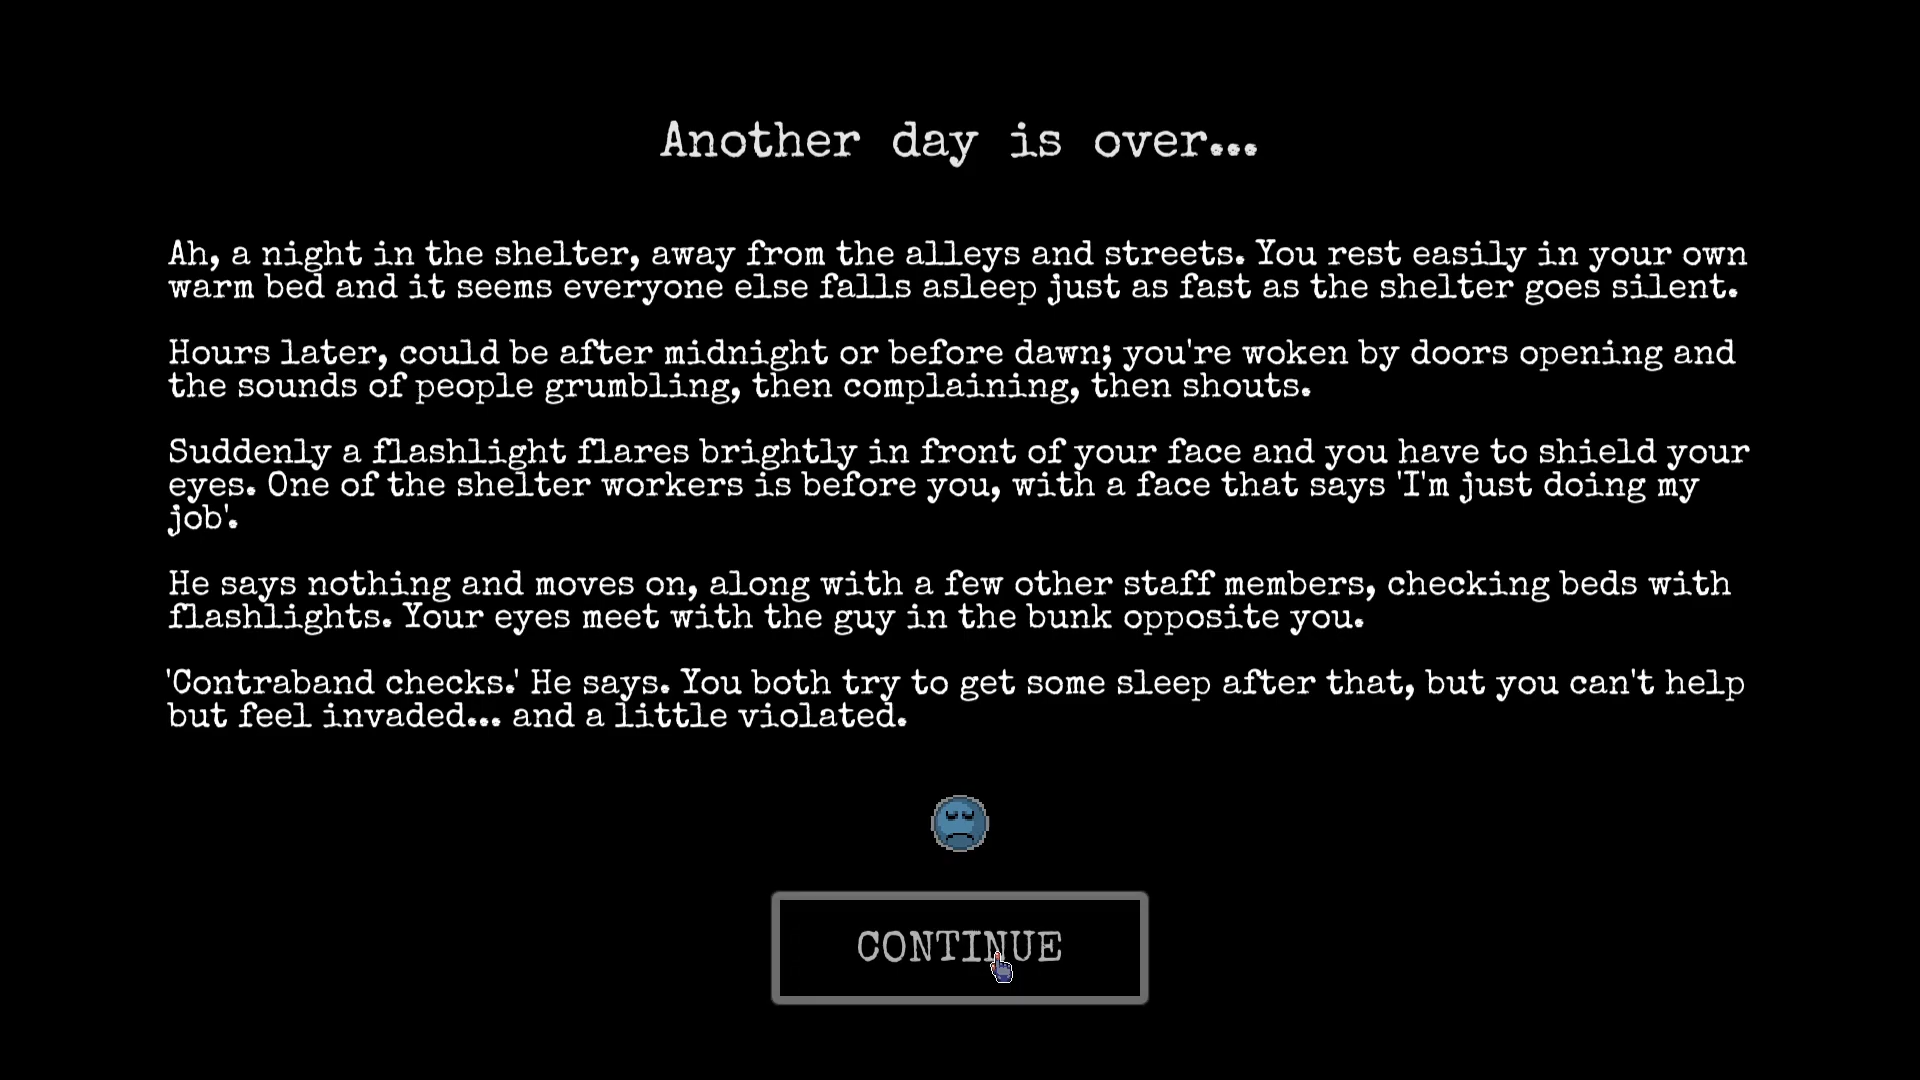 Another day is over...
Ah, a night in the shelter, away from the alleys and streets. You rest easily in your own
warm bed and it seems everyone else falls asleep just as fast as the shelter goes silent.
Hours later, could be after midnight or before dawn; you're woken by doors opening and
the sounds of people grumbling, then complaining, then shouts.
Suddenly a flashlight flares brightly in front of your face and you have to shield your
eyes. One of the shelter workers is before you, with a face that says 'I'm just doing my
job'.
He says nothing and moves on, along with a few other staff members, checking beds with
flashlights. Your eyes meet with the guy in the bunk opposite you.
'Contraband checks.' He says. You both try to get some sleep after that, but you can't help
but feel invaded... and a little violated.
CONTINUE